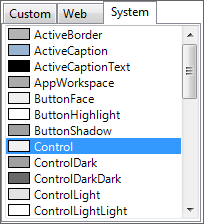 Custom Web System
ActiveBorder
ActiveCaption
ActiveCaptionText
AppWorkspace
ButtonFace
ButtonHighlight
ButtonShadow
Control
ControlDark
ControlDarkDark
ControlLight
ControlLightLight